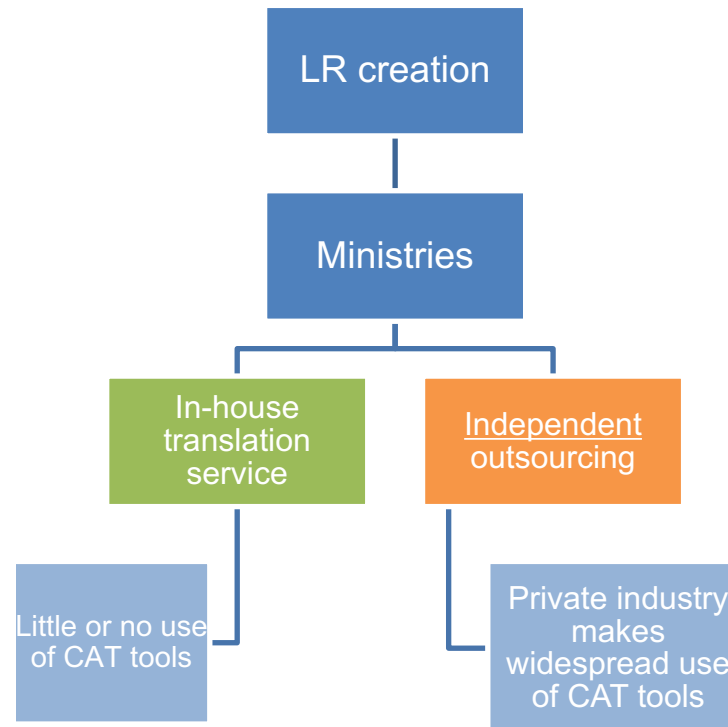 LR creation
Ministries
In-house
translation
service
Independent
outsourcing
Little or no use
of CAT tools
Private industry
makes
widespread use
of CAT tools